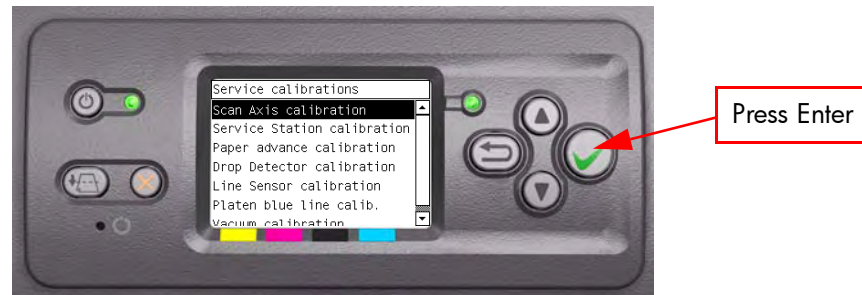 Service calibrations
Scan Axis calibration
Service Station calibration
Paper advance calibration
Drop Detector calibration
Line Sensor calibration
Platen blue line calib.
Vacuum calibration
Press Enter